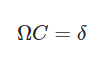 ΩC = δ